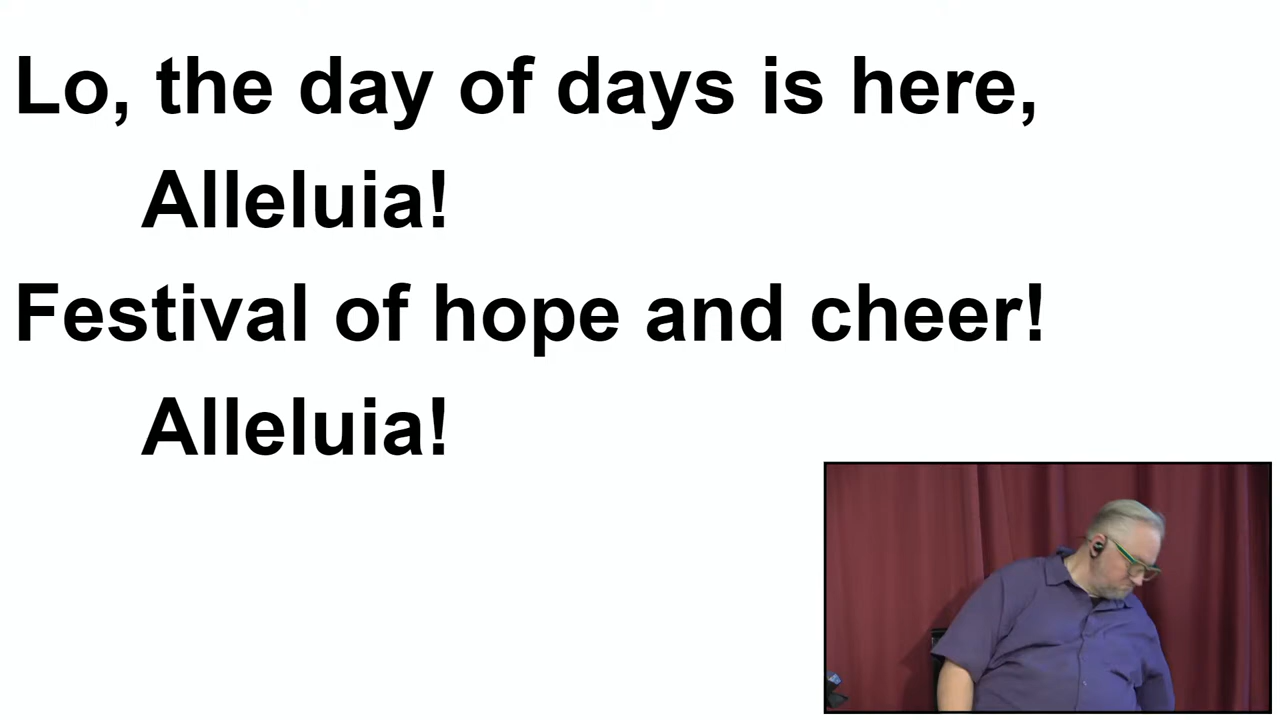 Lo, the day of days is here,
Alleluia!
Festival of hope and cheer!
Alleluia!